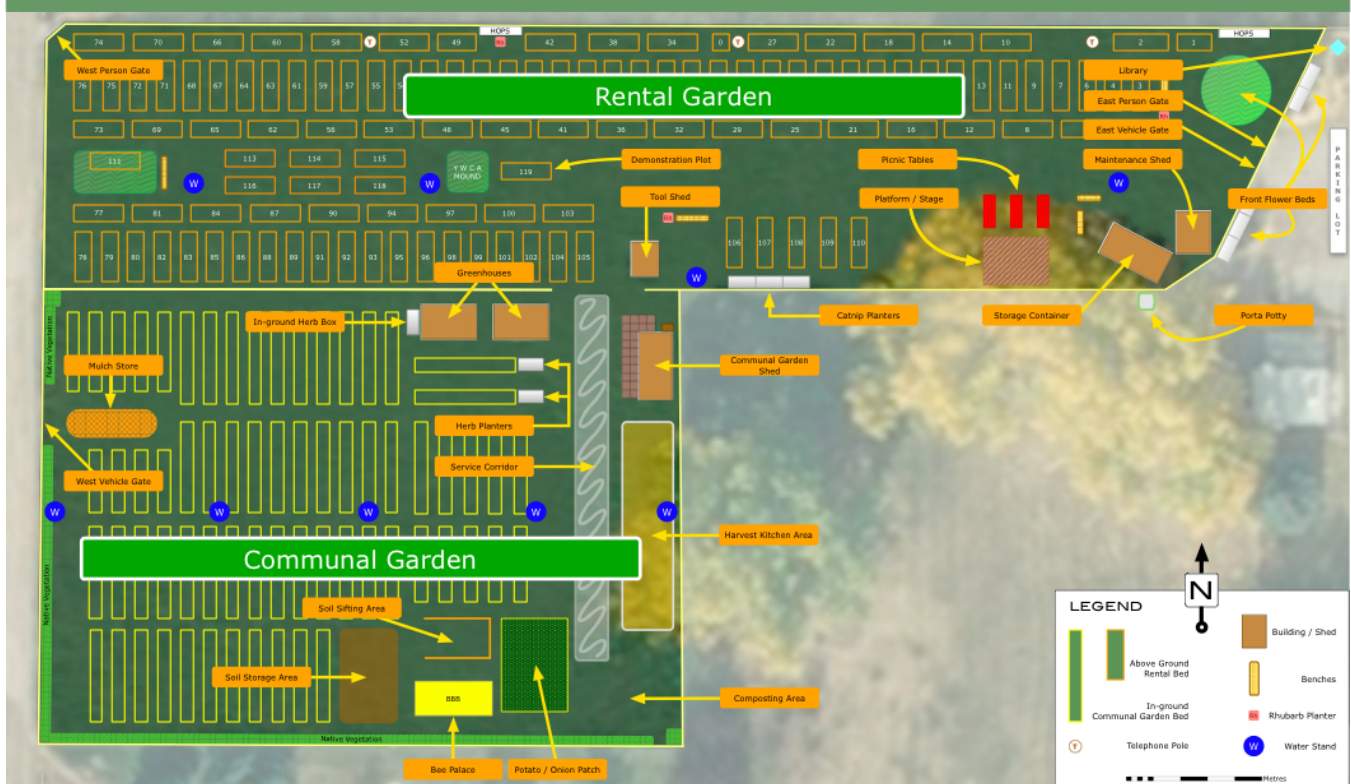 HOPS
HOPS
74 70 66 60 58 T 52 49 Rh 42 38 34 0 T 27 22 18 14 10 T 2 1
West Person Gate
Library
76 75 72 71 68 67 64 63 61 59 57 55 13 11 9 7 6 4 3
Rental Garden
East Person Gate
Rh
East Vehicle Gate
73 69 65 62 56 53 48 45 41 36 32 29 25 21 16 12 8
111 113 114 115
Demonstration Plot
Picnic Tables
Maintenance Shed
YWCA
MOUND
119
W W W
116 117 118
Tool Shed
Platform / Stage
Front Flower Beds
PARKING LOT
77 81 84 87 90 94 97 100 103
Rh
106 107 108 109 110
78 79 80 82 83 85 86 88 89 91 92 93 95 96 98 99 101 102 104 105
Greenhouses
W
In-ground Herb Box
Catnip Planters
Storage Container
Porta Potty
Native Vegetation
Mulch Store
Communal Garden
Shed
Herb Planters
Service Corridor
West Vehicle Gate
W W W W W
Harvest Kitchen Area
Communal Garden
Native Vegetation
Soil Sifting Area
Soil Storage Area
BBB
Composting Area
Native Vegetation
Bee Palace
Potato / Onion Patch
N
LEGEND
Above Ground
Rental Bed
In-ground
Communal Garden Bed
T Telephone Pole
Building / Shed
Benches
Rh Rhubarb Planter
W Water Stand
Metres